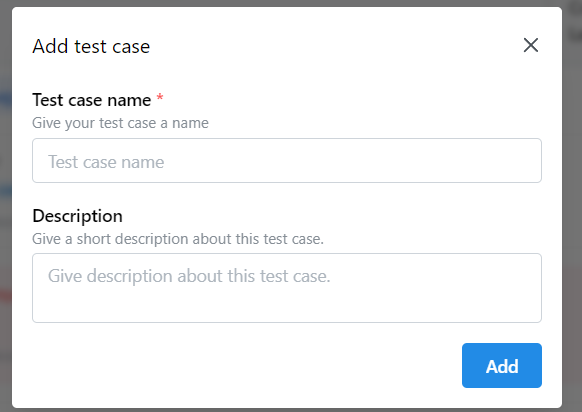 Add test case
Test case name *
Give your test case a name
Test case name
Description
Give a short description about this test case.
Give description about this test case.
Add